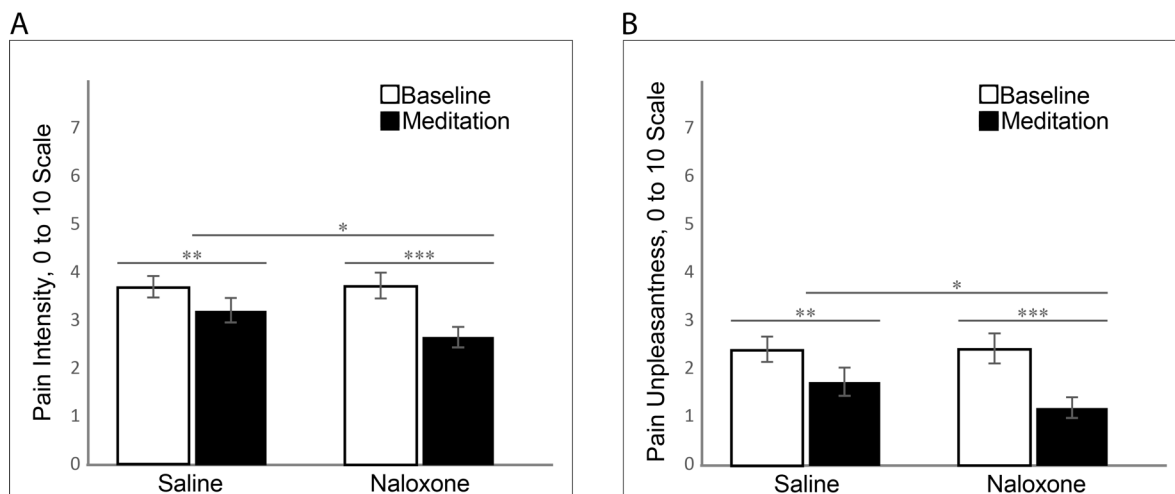 A
Pain Intensity, 0 to 10 Scale
7
6
5
4
3
2
1
0
Baseline
Meditation
*
**
***
Saline
Naloxone
B
Pain Unpleasantness, 0 to 10 Scale
7
6
5
4
3
2
1
0
Baseline
Meditation
*
**
***
Saline
Naloxone